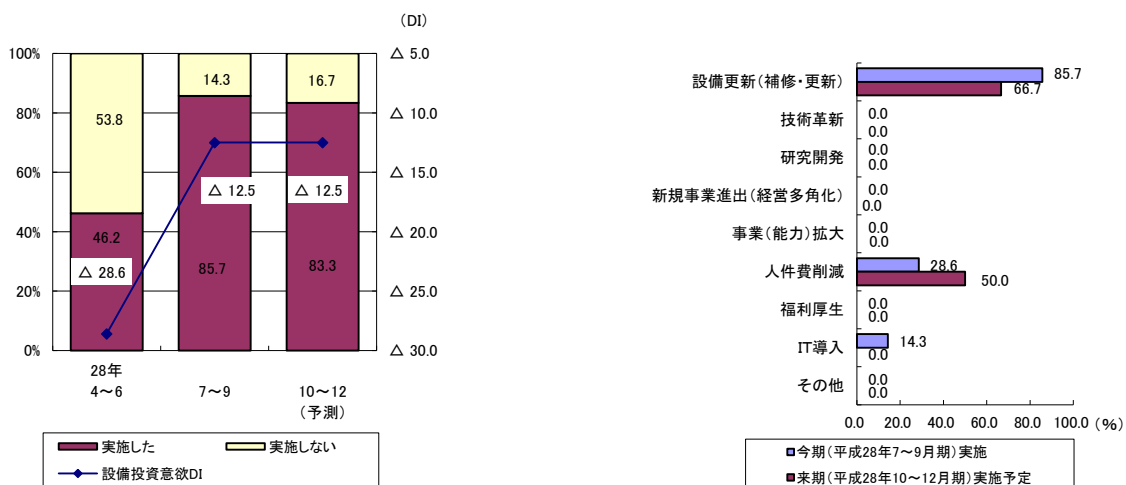 (DI)
100%
80%
60%
40%
20%
0%
53.8
46.2
△ 28.6
14.3
△ 12.5
85.7
16.7
△ 12.5
83.3
△ 5.0
△ 10.0
△ 15.0
△ 20.0
△ 25.0
△ 30.0
28年
4～6
7～9
10～12
(予測)
実施した
実施しない
設備投資意欲DI
設備更新(補修・更新)
85.7
66.7
技術革新
0.0
0.0
研究開発
0.0
0.0
新規事業進出(経営多角化)
0.0
0.0
事業(能力)拡大
0.0
0.0
人件費削減
28.6
50.0
福利厚生
0.0
0.0
IT導入
14.3
0.0
その他
0.0
0.0
0.0 20.0 40.0 60.0 80.0 100.0 (%)
今期(平成28年7～9月期)実施
来期(平成28年10～12月期)実施予定